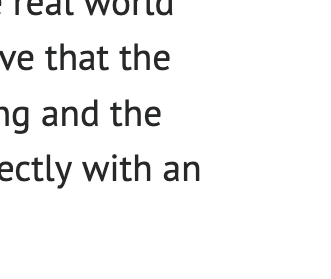 real world
ve that the
ng and the
ectly with an